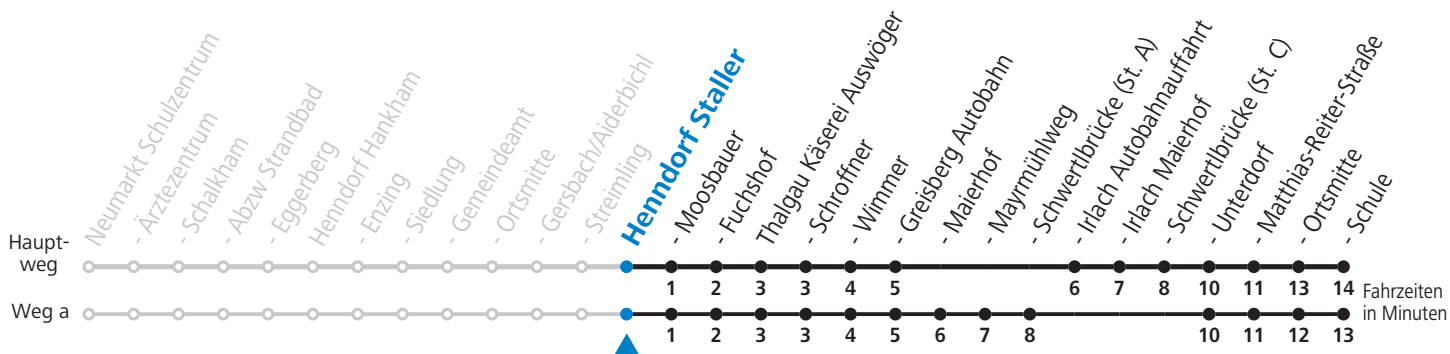 Neumarkt Schulzentrum
- Ärztezentrum
- Schalkham
- Abzw Strandbad
- Eggerberg
Henndorf Hankham
- Enzing
- Siedlung
- Gemeindeamt
- Ortsmitte
- Gersbach/Aiderbichl
- Streimling
Henndorf Staller
- Moosbauer
- Fuchshof
Thalgau Käserei Auswöger
- Schroffner
- Wimmer
- Greisberg Autobahn
- Maierhof
- Mayrmühlweg
- Schwertlbrücke (St. A)
- Irlach Autobahnauffahrt
- Irlach Maierhof
- Schwertlbrücke (St. C)
- Unterdorf
- Matthias-Reiter-Straße
- Ortsmitte
- Schule
Haupt-
weg
1 2 3 3 4 5 6 7 8 10 11 13 14
Fahrzeiten
in Minuten
Weg a
1 2 3 3 4 5 6 7 8 10 11 12 13